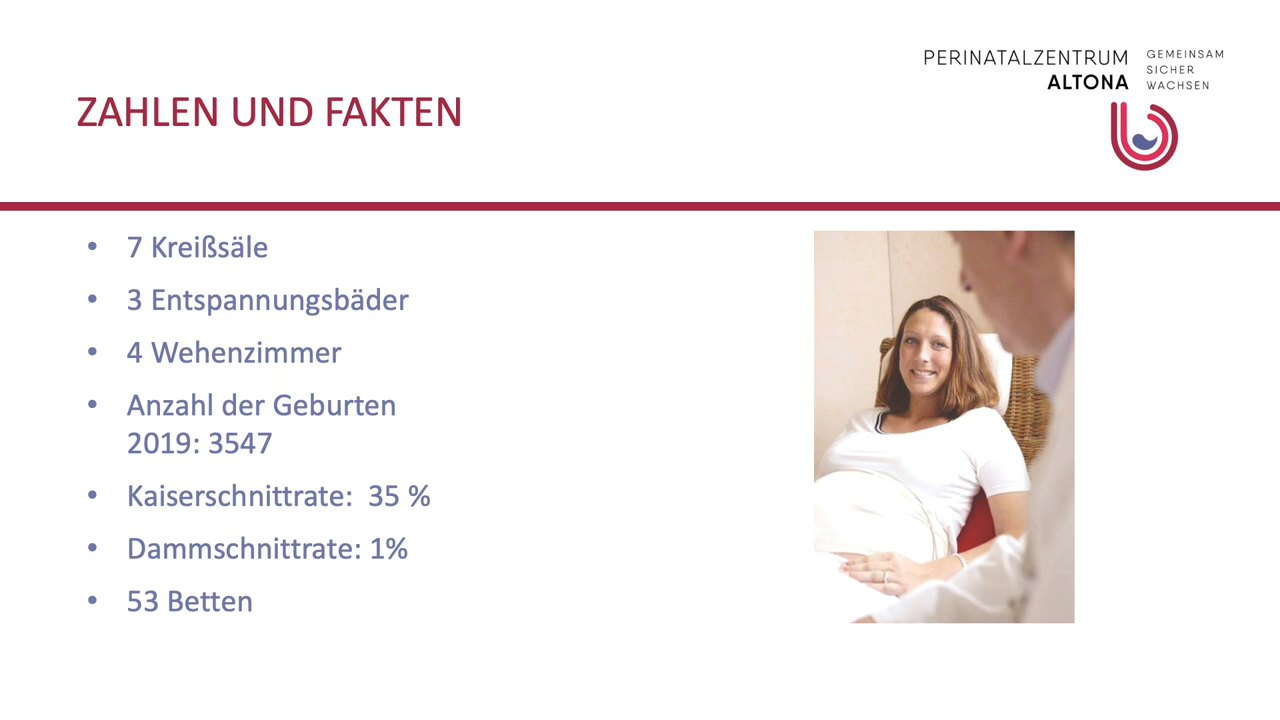 PERINATALZENTRUM
ALTONA
GEMEINSAM
SICHER
WACHSEN
ZAHLEN UND FAKTEN
• 7 Kreißsäle
• 3 Entspannungsbäder
• 4 Wehenzimmer
• Anzahl der Geburten
2019: 3547
• Kaiserschnittrate:  35 %
• Dammschnittrate: 1%
• 53 Betten